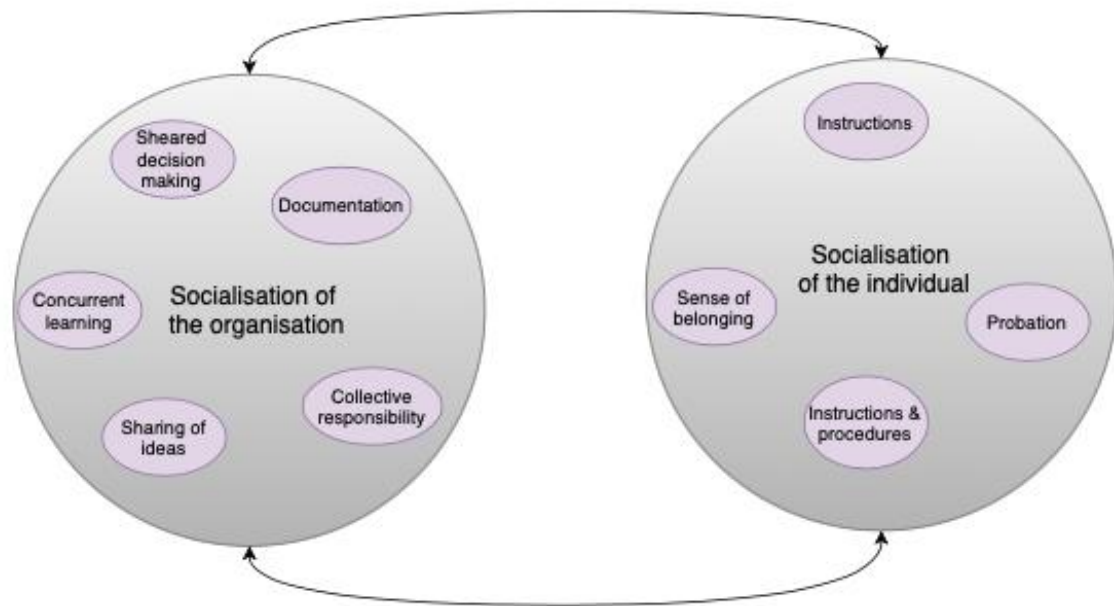 Sheared
decision
making
Documentation
Concurrent
learning
Socialisation of
the organisation
Collective
responsibility
Sharing of
ideas
Instructions
Socialisation
of the individual
Sense of
belonging
Probation
Instructions &
procedures